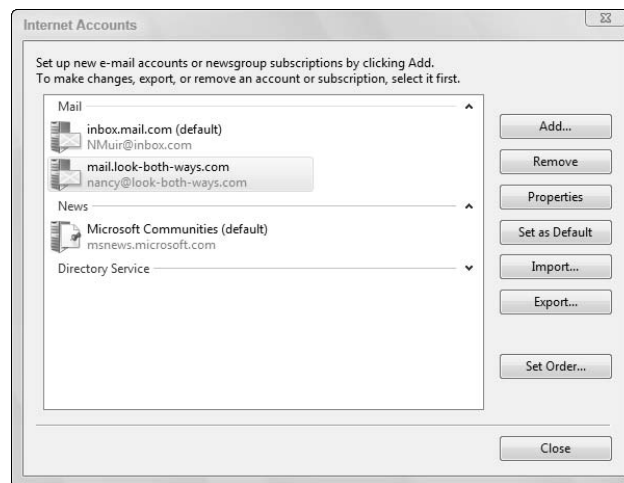 Internet Accounts
Set up new e-mail accounts or newsgroup subscriptions by clicking Add.
To make changes, export, or remove an account or subscription, select it first.
Mail
inbox.mail.com (default)
NMuir@inbox.com
mail.look-both-ways.com
nancy@look-both-ways.com
News
Microsoft Communities (default)
msnews.microsoft.com
Directory Service
Add...
Remove
Properties
Set as Default
Import...
Export...
Set Order...
Close